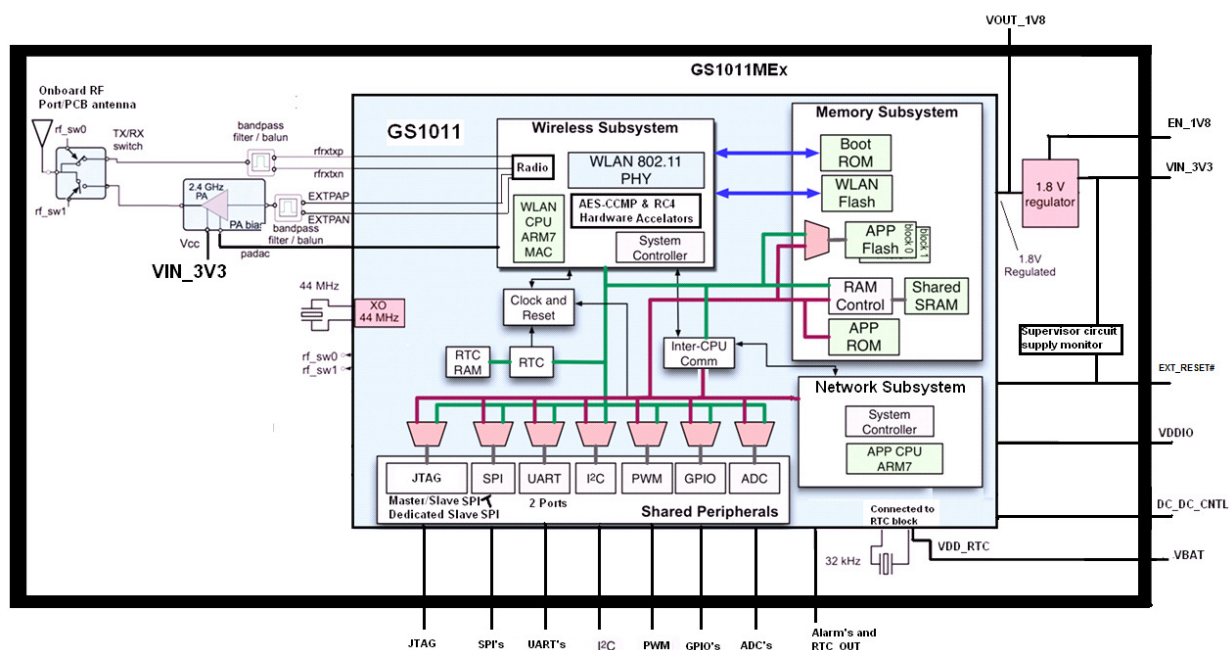 VOUT_1V8
GS1011MEx
Onboard RF
Port/PCB antenna
rf_sw0
TX/RX
switch
bandpass
filter / balun
rfrxtxp
rfrxtxn
rf_sw1
2.4 GHz
PA
PA bias
Vcc
padac
VIN_3V3
EXTPAP
EXTPAN
bandpass
filter / balun
GS1011
Wireless Subsystem
Radio
WLAN 802.11
PHY
WLAN
CPU
ARM7
MAC
AES-CCMP & RC4
Hardware Accelators
System
Controller
Memory Subsystem
Boot
ROM
WLAN
Flash
APP
Flash
block 0
block 1
RAM
Control
Shared
SRAM
APP
ROM
EN_1V8
VIN_3V3
1.8 V
regulator
1.8V
Regulated
Supervisor circuit
supply monitor
EXT_RESET#
44 MHz
XO
44 MHz
rf_sw0
rf_sw1
Clock and
Reset
RTC
RAM
RTC
Inter-CPU
Comm
Network Subsystem
System
Controller
APP CPU
ARM7
VDDIO
DC_DC_CNTL
VBAT
JTAG
SPI
UART
I²C
PWM
GPIO
ADC
Master/Slave SPI
Dedicated Slave SPI
2 Ports
Shared Peripherals
Connected to
RTC block
VDD_RTC
32 kHz
JTAG
SPI's
UART's
I²C
PWM
GPIO's
ADC's
Alarm's and
RTC_OUT